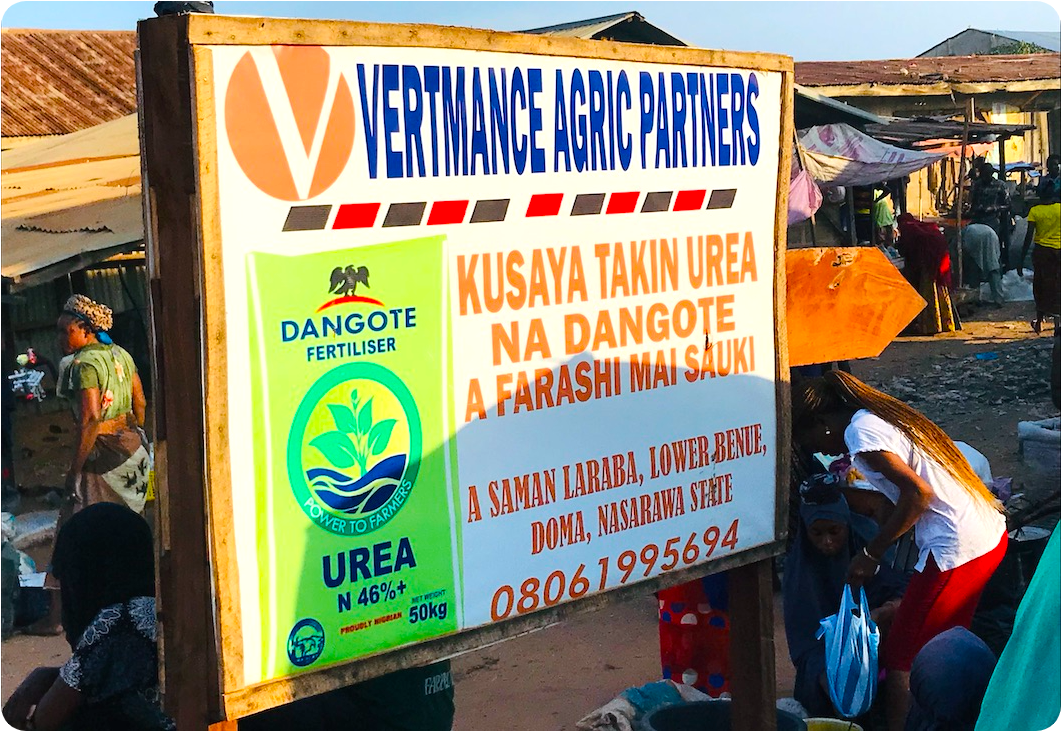 V
VERTMANCE AGRIC PARTNERS
DANGOTE
FERTILISER
POWER TO FARMERS
UREA
N 46%+
NET WEIGHT
50kg
PROUDLY NIGERIAN
KUSAYA TAKIN UREA
NA DANGOTE
A FARASHI MAI SAUKI
A SAMAN LARABA, LOWER BENUE,
DOMA, NASARAWA STATE
08061995694